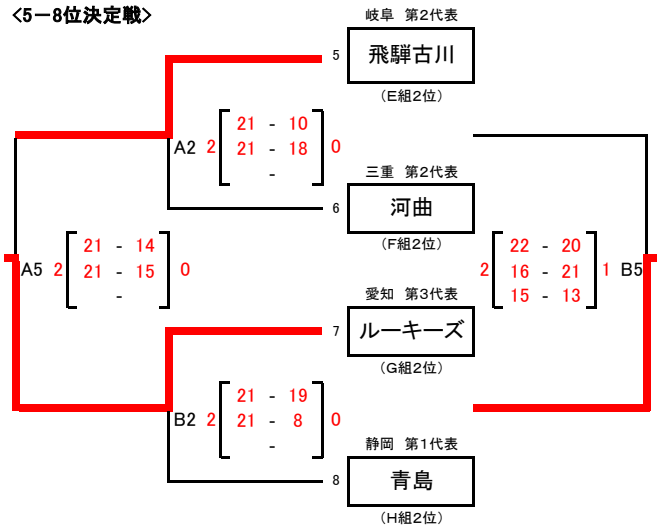 <5ー8位決定戦>
岐阜 第2代表
5 飛騨古川
(E組2位)
A2 2 21 - 10 0
21 - 18
-
三重 第2代表
6 河曲
(F組2位)
A5 2 21 - 14 0
21 - 15
-
2 22 - 20 1 B5
16 - 21
15 - 13
愛知 第3代表
7 ルーキーズ
(G組2位)
B2 2 21 - 19 0
21 - 8
-
静岡 第1代表
8 青島
(H組2位)